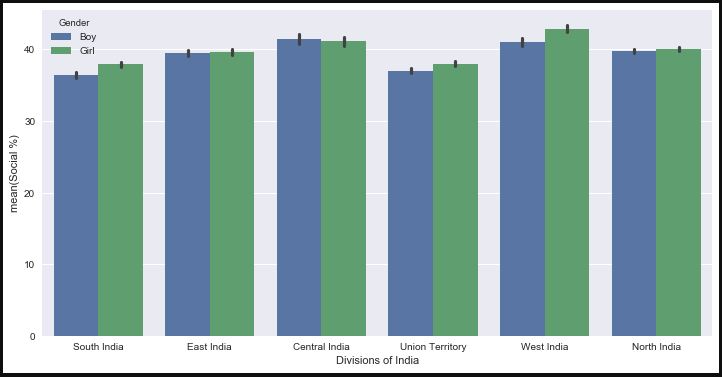 Gender
Boy
Girl
40
30
20
10
0
mean(Social %)
South India
East India
Central India
Union Territory
West India
North India
Divisions of India